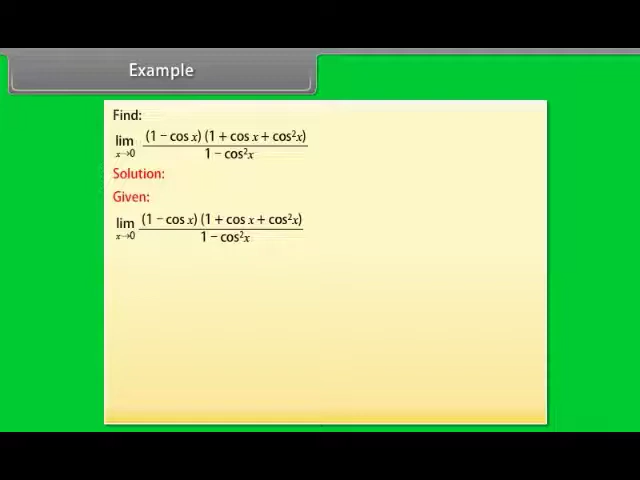 Example
Find:
lim x→0 (1 − cos x) (1 + cos x + cos²x) / 1 − cos²x
Solution:
Given:
lim x→0 (1 − cos x) (1 + cos x + cos²x) / 1 − cos²x